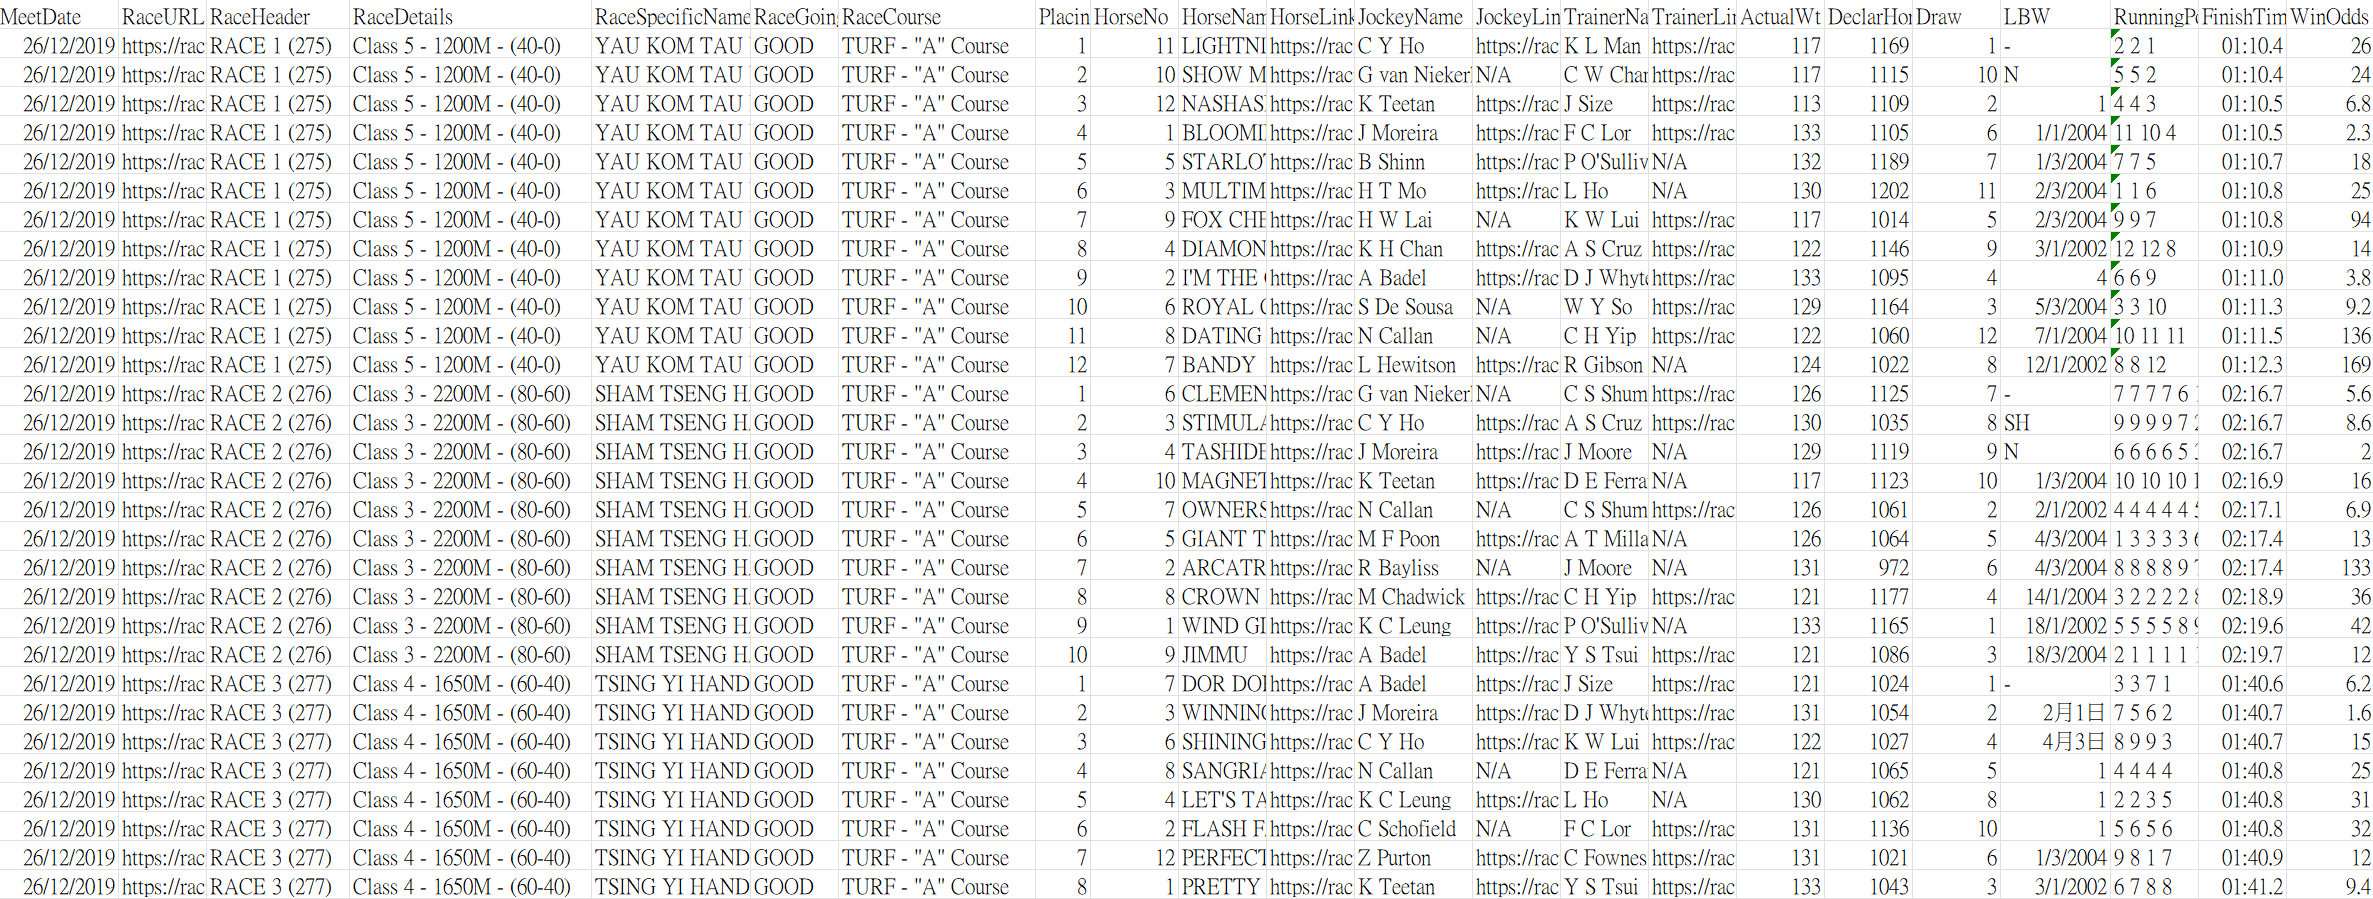 MeetDate RaceURL RaceHeader RaceDetails RaceSpecificName RaceGoin RaceCourse Placin HorseNo HorseNam HorseLink JockeyName JockeyLin TrainerNa TrainerLin ActualWt DeclarHor Draw LBW RunningPo FinishTim WinOdds
26/12/2019 https://rac RACE 1 (275) Class 5 - 1200M - (40-0) YAU KOM TAU GOOD TURF - "A" Course 1 11 LIGHTNI https://rac C Y Ho https://rac K L Man https://rac 117 1169 1 - 2 2 1 01:10.4 26
26/12/2019 https://rac RACE 1 (275) Class 5 - 1200M - (40-0) YAU KOM TAU GOOD TURF - "A" Course 2 10 SHOW M https://rac G van Nieker N/A C W Chan https://rac 117 1115 10 N 5 5 2 01:10.4 24
26/12/2019 https://rac RACE 1 (275) Class 5 - 1200M - (40-0) YAU KOM TAU GOOD TURF - "A" Course 3 12 NASHAS https://rac K Teetan https://rac J Size https://rac 113 1109 2 1 4 4 3 01:10.5 6.8
26/12/2019 https://rac RACE 1 (275) Class 5 - 1200M - (40-0) YAU KOM TAU GOOD TURF - "A" Course 4 1 BLOOMI https://rac J Moreira https://rac F C Lor https://rac 133 1105 6 1/1/2004 11 10 4 01:10.5 2.3
26/12/2019 https://rac RACE 1 (275) Class 5 - 1200M - (40-0) YAU KOM TAU GOOD TURF - "A" Course 5 5 STARLO https://rac B Shinn https://rac P O'Sulliv N/A 132 1189 7 1/3/2004 7 7 5 01:10.7 18
26/12/2019 https://rac RACE 1 (275) Class 5 - 1200M - (40-0) YAU KOM TAU GOOD TURF - "A" Course 6 3 MULTIM https://rac H T Mo https://rac L Ho N/A 130 1202 11 2/3/2004 1 1 6 01:10.8 25
26/12/2019 https://rac RACE 1 (275) Class 5 - 1200M - (40-0) YAU KOM TAU GOOD TURF - "A" Course 7 9 FOX CHE https://rac H W Lai N/A K W Lui https://rac 117 1014 5 2/3/2004 9 9 7 01:10.8 94
26/12/2019 https://rac RACE 1 (275) Class 5 - 1200M - (40-0) YAU KOM TAU GOOD TURF - "A" Course 8 4 DIAMON https://rac K H Chan https://rac A S Cruz https://rac 122 1146 9 3/1/2002 12 12 8 01:10.9 14
26/12/2019 https://rac RACE 1 (275) Class 5 - 1200M - (40-0) YAU KOM TAU GOOD TURF - "A" Course 9 2 I'M THE https://rac A Badel https://rac D J Whyte https://rac 133 1095 4 4 6 6 9 01:11.0 3.8
26/12/2019 https://rac RACE 1 (275) Class 5 - 1200M - (40-0) YAU KOM TAU GOOD TURF - "A" Course 10 6 ROYAL https://rac S De Sousa N/A W Y So https://rac 129 1164 3 5/3/2004 3 3 10 01:11.3 9.2
26/12/2019 https://rac RACE 1 (275) Class 5 - 1200M - (40-0) YAU KOM TAU GOOD TURF - "A" Course 11 8 DATING https://rac N Callan N/A C H Yip https://rac 122 1060 12 7/1/2004 10 11 11 01:11.5 136
26/12/2019 https://rac RACE 1 (275) Class 5 - 1200M - (40-0) YAU KOM TAU GOOD TURF - "A" Course 12 7 BANDY https://rac L Hewitson https://rac R Gibson N/A 124 1022 8 12/1/2002 8 8 12 01:12.3 169
26/12/2019 https://rac RACE 2 (276) Class 3 - 2200M - (80-60) SHAM TSENG H GOOD TURF - "A" Course 1 6 CLEMEN https://rac G van Nieker N/A C S Shum https://rac 126 1125 7 - 7 7 7 7 6 02:16.7 5.6
26/12/2019 https://rac RACE 2 (276) Class 3 - 2200M - (80-60) SHAM TSENG H GOOD TURF - "A" Course 2 3 STIMULA https://rac C Y Ho https://rac A S Cruz https://rac 130 1035 8 SH 9 9 9 9 7 2 02:16.7 8.6
26/12/2019 https://rac RACE 2 (276) Class 3 - 2200M - (80-60) SHAM TSENG H GOOD TURF - "A" Course 3 4 TASHIDE https://rac J Moreira https://rac J Moore N/A 129 1119 9 N 6 6 6 6 5 3 02:16.7 2
26/12/2019 https://rac RACE 2 (276) Class 3 - 2200M - (80-60) SHAM TSENG H GOOD TURF - "A" Course 4 10 MAGNET https://rac K Teetan https://rac D E Ferra N/A 117 1123 10 1/3/2004 10 10 10 1 02:16.9 16
26/12/2019 https://rac RACE 2 (276) Class 3 - 2200M - (80-60) SHAM TSENG H GOOD TURF - "A" Course 5 7 OWNERS https://rac N Callan N/A C S Shum https://rac 126 1061 2 2/1/2002 4 4 4 4 4 5 02:17.1 6.9
26/12/2019 https://rac RACE 2 (276) Class 3 - 2200M - (80-60) SHAM TSENG H GOOD TURF - "A" Course 6 5 GIANT T https://rac M F Poon https://rac A T Milla N/A 126 1064 5 4/3/2004 1 3 3 3 3 6 02:17.4 13
26/12/2019 https://rac RACE 2 (276) Class 3 - 2200M - (80-60) SHAM TSENG H GOOD TURF - "A" Course 7 2 ARCATR https://rac R Bayliss N/A J Moore N/A 131 972 6 4/3/2004 8 8 8 8 9 7 02:17.4 133
26/12/2019 https://rac RACE 2 (276) Class 3 - 2200M - (80-60) SHAM TSENG H GOOD TURF - "A" Course 8 8 CROWN https://rac M Chadwick https://rac C H Yip https://rac 121 1177 4 14/1/2004 3 2 2 2 2 8 02:18.9 36
26/12/2019 https://rac RACE 2 (276) Class 3 - 2200M - (80-60) SHAM TSENG H GOOD TURF - "A" Course 9 1 WIND GI https://rac K C Leung https://rac P O'Sulliv N/A 133 1165 1 18/1/2002 5 5 5 5 8 9 02:19.6 42
26/12/2019 https://rac RACE 2 (276) Class 3 - 2200M - (80-60) SHAM TSENG H GOOD TURF - "A" Course 10 9 JIMMU https://rac A Badel https://rac Y S Tsui https://rac 121 1086 3 18/3/2004 2 1 1 1 1 02:19.7 12
26/12/2019 https://rac RACE 3 (277) Class 4 - 1650M - (60-40) TSING YI HAND GOOD TURF - "A" Course 1 7 DOR DOI https://rac A Badel https://rac J Size https://rac 121 1024 1 - 3 3 7 1 01:40.6 6.2
26/12/2019 https://rac RACE 3 (277) Class 4 - 1650M - (60-40) TSING YI HAND GOOD TURF - "A" Course 2 3 WINNING https://rac J Moreira https://rac D J Whyte https://rac 131 1054 2 2月1日 7 5 6 2 01:40.7 1.6
26/12/2019 https://rac RACE 3 (277) Class 4 - 1650M - (60-40) TSING YI HAND GOOD TURF - "A" Course 3 6 SHINING https://rac C Y Ho https://rac K W Lui https://rac 122 1027 4 4月3日 8 9 9 3 01:40.7 15
26/12/2019 https://rac RACE 3 (277) Class 4 - 1650M - (60-40) TSING YI HAND GOOD TURF - "A" Course 4 8 SANGRIA https://rac N Callan N/A D E Ferra N/A 121 1065 5 1 4 4 4 4 01:40.8 25
26/12/2019 https://rac RACE 3 (277) Class 4 - 1650M - (60-40) TSING YI HAND GOOD TURF - "A" Course 5 4 LET'S TA https://rac K C Leung https://rac L Ho N/A 130 1062 8 1 2 2 3 5 01:40.8 31
26/12/2019 https://rac RACE 3 (277) Class 4 - 1650M - (60-40) TSING YI HAND GOOD TURF - "A" Course 6 2 FLASH F https://rac C Schofield N/A F C Lor https://rac 131 1136 10 1 5 6 5 6 01:40.8 32
26/12/2019 https://rac RACE 3 (277) Class 4 - 1650M - (60-40) TSING YI HAND GOOD TURF - "A" Course 7 12 PERFECT https://rac Z Purton https://rac C Fownes https://rac 131 1021 6 1/3/2004 9 8 1 7 01:40.9 12
26/12/2019 https://rac RACE 3 (277) Class 4 - 1650M - (60-40) TSING YI HAND GOOD TURF - "A" Course 8 1 PRETTY https://rac K Teetan https://rac Y S Tsui https://rac 133 1043 3 3/1/2002 6 7 8 8 01:41.2 9.4